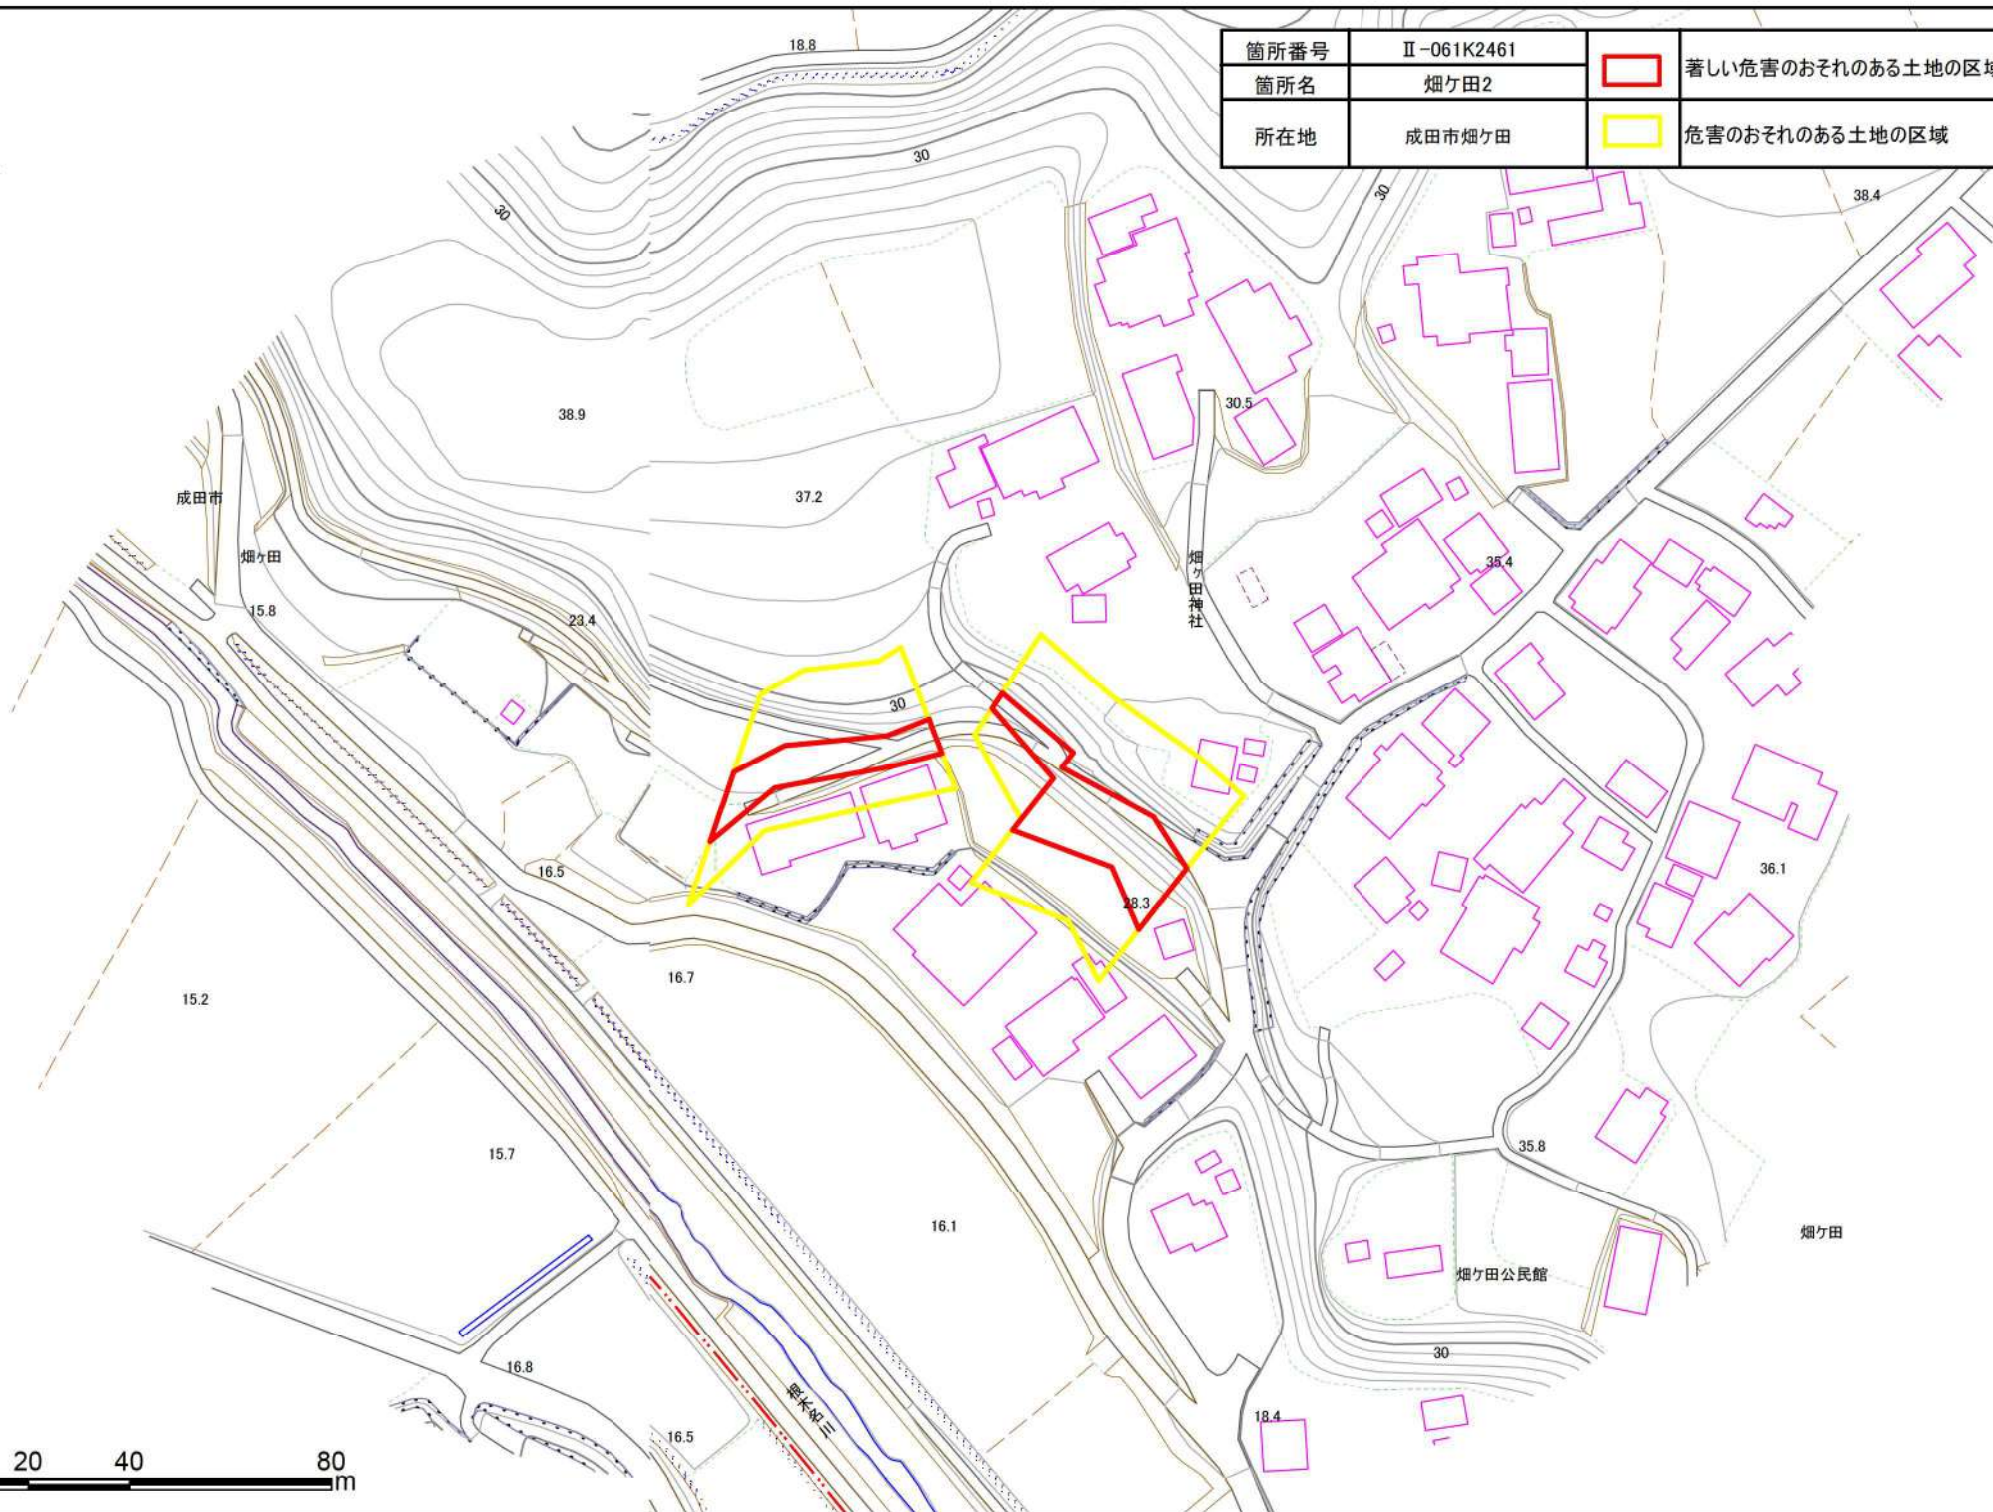 箇所番号 Ⅱ-061K2461
著しい危害のおそれのある土地の区域
箇所名 畑ケ田2
所在地 成田市畑ケ田
危害のおそれのある土地の区域
18.8
30
30
30
38.4
38.9
30.5
37.2
成田市
畑ヶ田
畑ヶ田神社
35.4
15.8
23.4
30
16.5
36.1
28.3
16.7
15.2
15.7
35.8
16.1
畑ケ田
畑ケ田公民館
30
16.8
根木名川
18.4
16.5
20 40 80
m